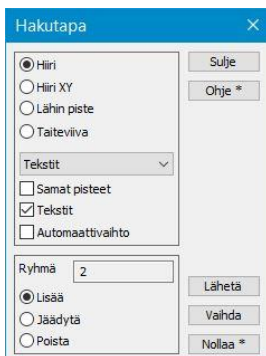 Hakutapa
Hiiri
Sulje
Hiiri XY
Ohje *
Lähin piste
Taiteviiva
Tekstit
Samat pisteet
Tekstit
Automaattivaihto
Ryhmä 2
Lisää
Lähetä
Jäädytä
Vaihda
Poista
Nollaa *